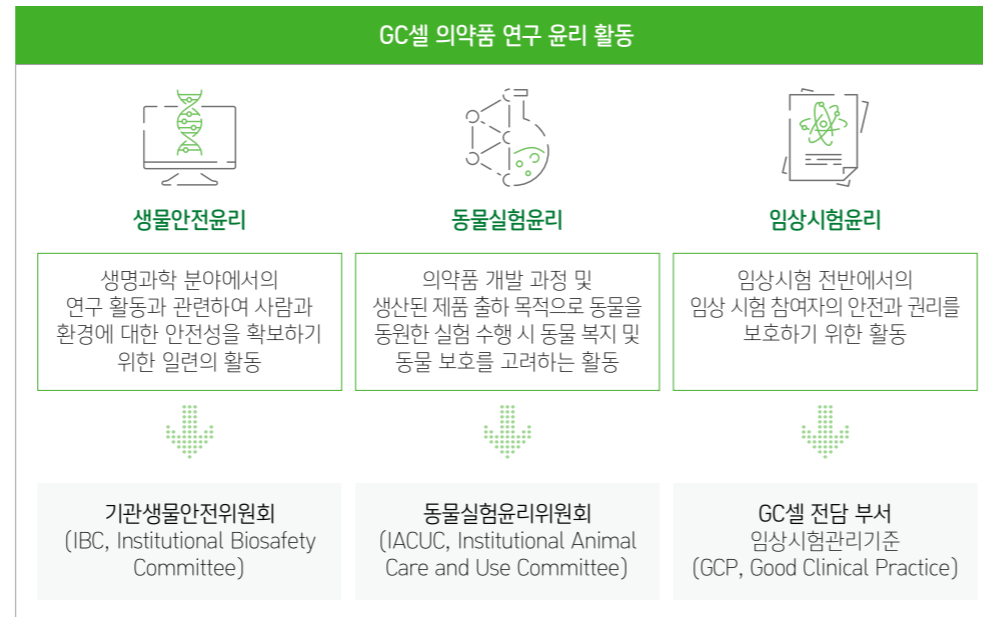 GC셀 의약품 연구 윤리 활동
생물안전윤리
생명과학 분야에서의
연구 활동과 관련하여 사람과
환경에 대한 안전성을 확보하기
위한 일련의 활동
기관생물안전위원회
(IBC, Institutional Biosafety
Committee)
동물실험윤리
의약품 개발 과정 및
생산된 제품 출하 목적으로 동물을
동원한 실험 수행 시 동물 복지 및
동물 보호를 고려하는 활동
동물실험윤리위원회
(IACUC, Institutional Animal
Care and Use Committee)
임상시험윤리
임상시험 전반에서의
임상 시험 참여자의 안전과 권리를
보호하기 위한 활동
GC셀 전담 부서
임상시험관리기준
(GCP, Good Clinical Practice)